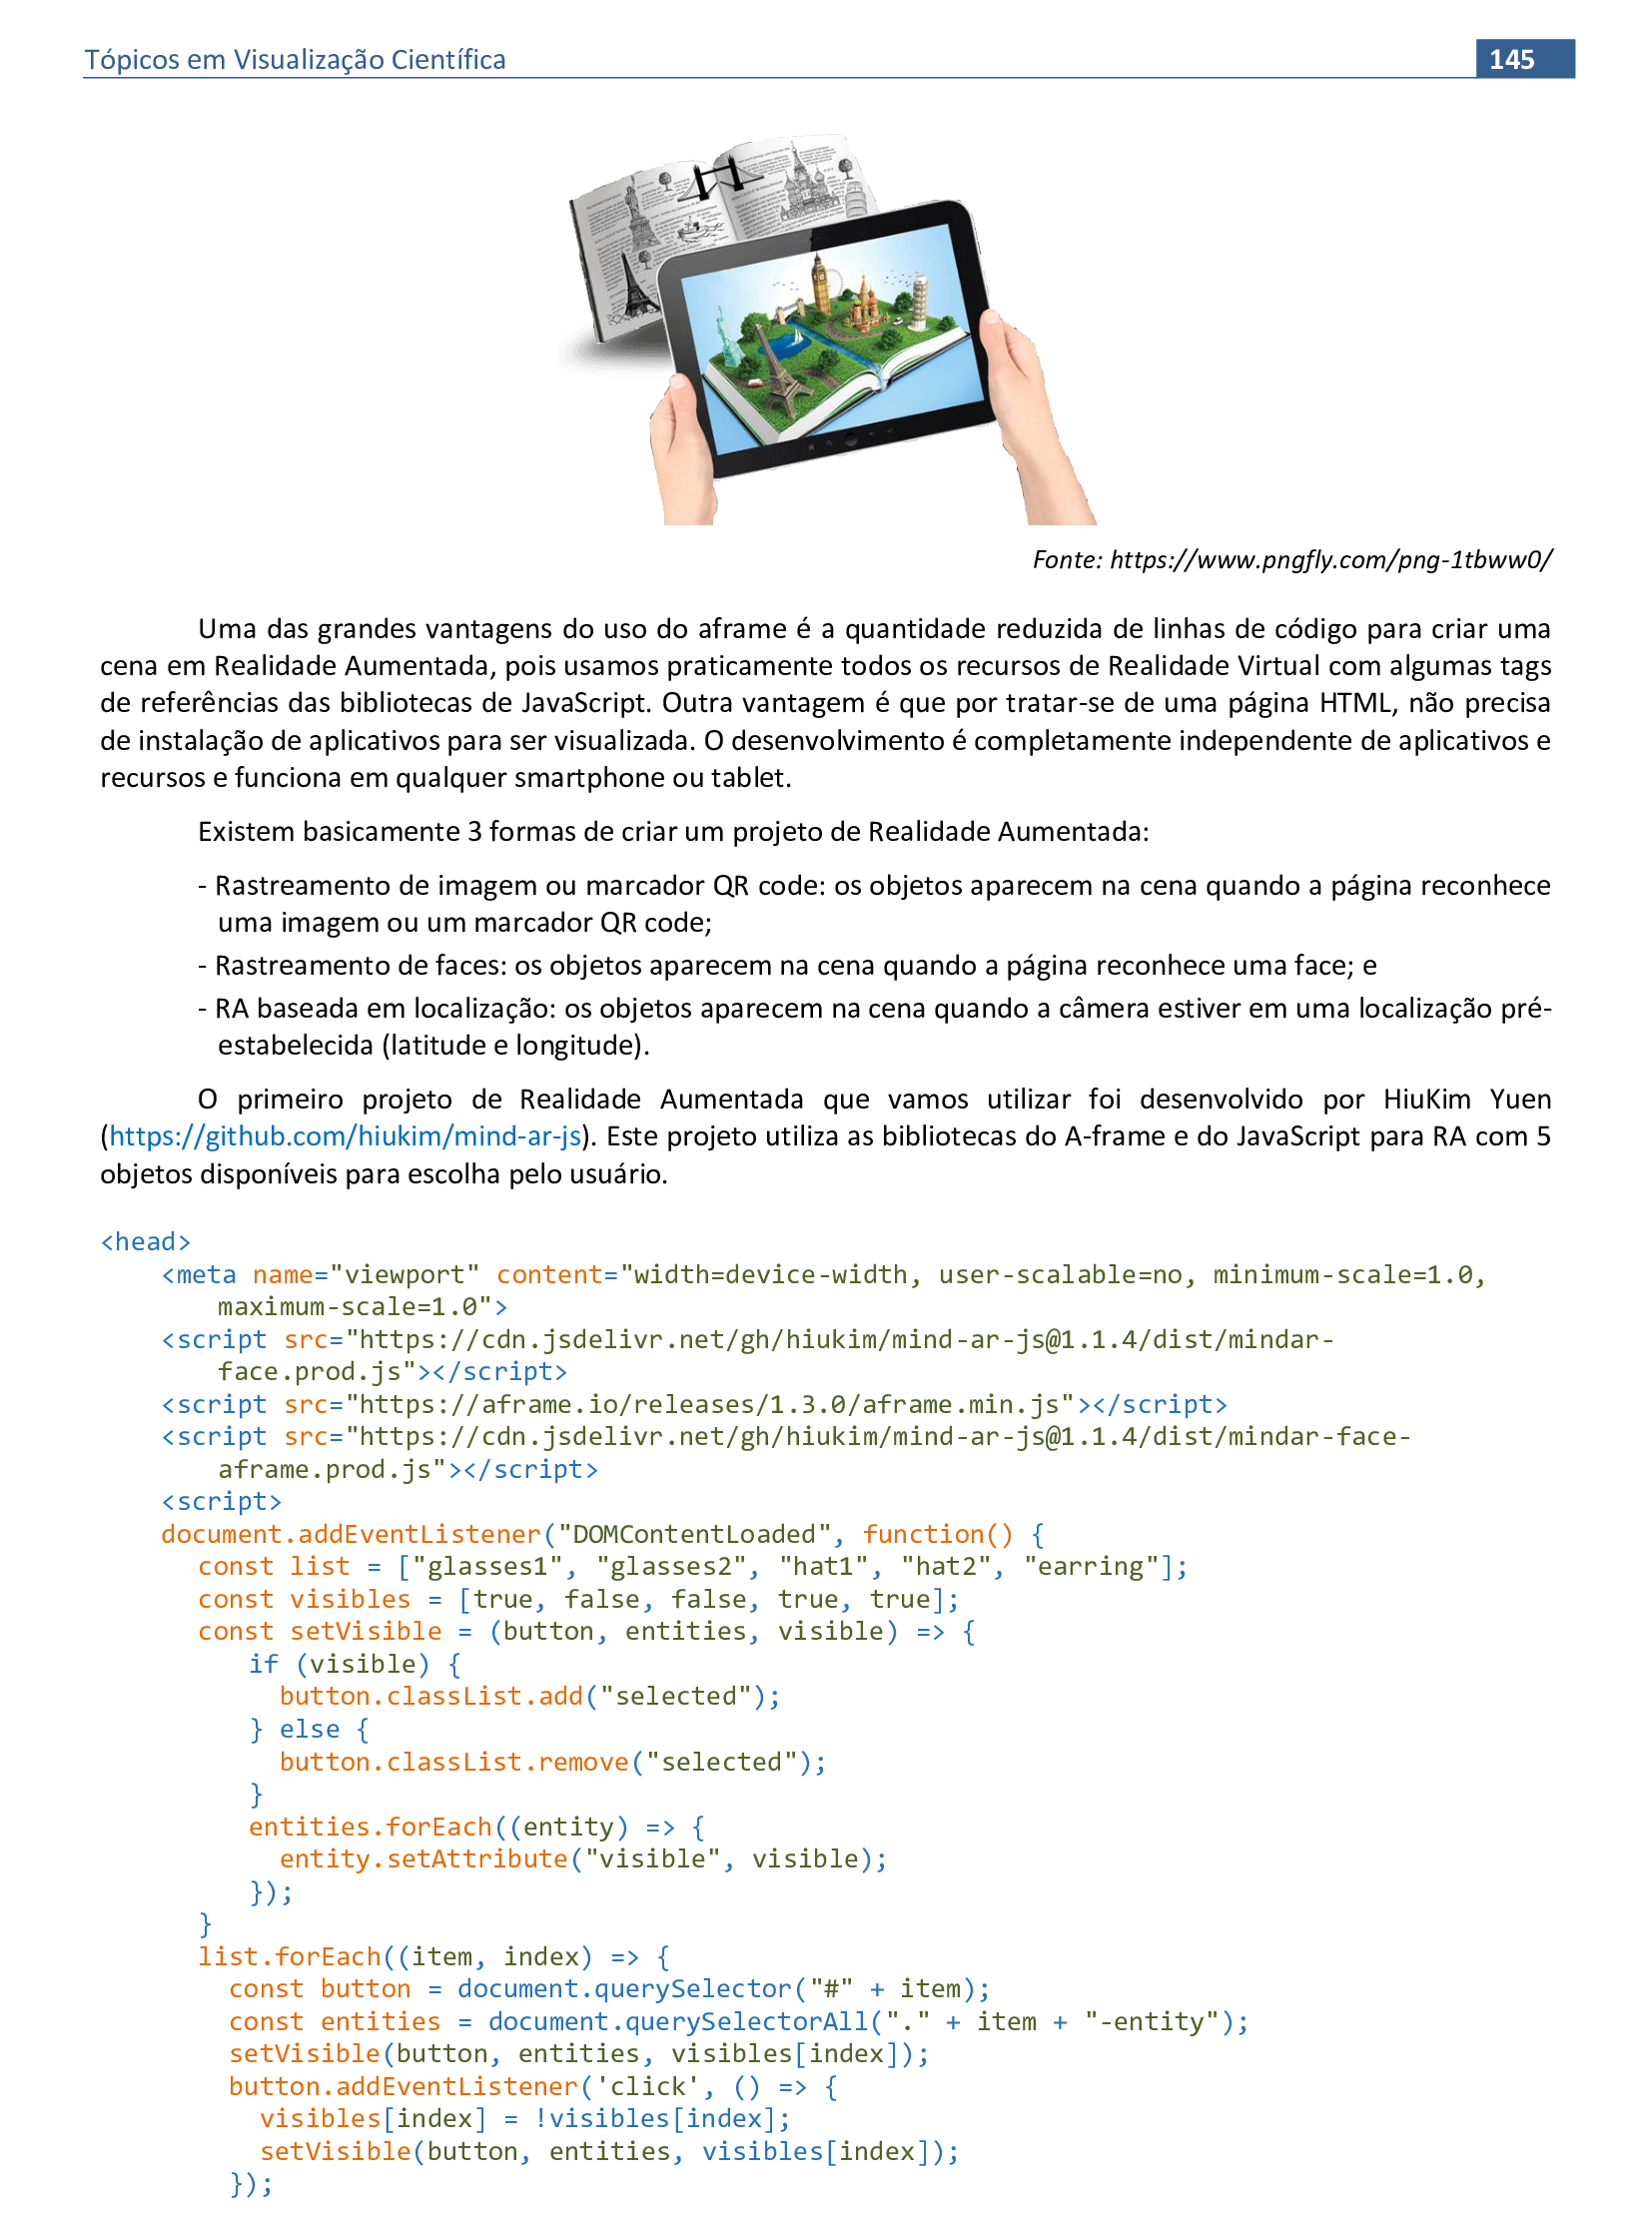 Tópicos em Visualização Científica 145
Fonte: https://www.pngfly.com/png-1tbww0/
Uma das grandes vantagens do uso do aframe é a quantidade reduzida de linhas de código para criar uma
cena em Realidade Aumentada, pois usamos praticamente todos os recursos de Realidade Virtual com algumas tags
de referências das bibliotecas de JavaScript. Outra vantagem é que por tratar-se de uma página HTML, não precisa
de instalação de aplicativos para ser visualizada. O desenvolvimento é completamente independente de aplicativos e
recursos e funciona em qualquer smartphone ou tablet.
Existem basicamente 3 formas de criar um projeto de Realidade Aumentada:
- Rastreamento de imagem ou marcador QR code: os objetos aparecem na cena quando a página reconhece
uma imagem ou um marcador QR code;
- Rastreamento de faces: os objetos aparecem na cena quando a página reconhece uma face; e
- RA baseada em localização: os objetos aparecem na cena quando a câmera estiver em uma localização pré-
estabelecida (latitude e longitude).
O primeiro projeto de Realidade Aumentada que vamos utilizar foi desenvolvido por HiuKim Yuen
(https://github.com/hiukim/mind-ar-js). Este projeto utiliza as bibliotecas do A-frame e do JavaScript para RA com 5
objetos disponíveis para escolha pelo usuário.
<head>
<meta name="viewport" content="width=device-width, user-scalable=no, minimum-scale=1.0,
maximum-scale=1.0">
<script src="https://cdn.jsdelivr.net/gh/hiukim/mind-ar-js@1.1.4/dist/mindar-
face.prod.js"></script>
<script src="https://aframe.io/releases/1.3.0/aframe.min.js"></script>
<script src="https://cdn.jsdelivr.net/gh/hiukim/mind-ar-js@1.1.4/dist/mindar-face-
aframe.prod.js"></script>
<script>
document.addEventListener("DOMContentLoaded", function() {
const list = ["glasses1", "glasses2", "hat1", "hat2", "earring"];
const visibles = [true, false, false, true, true];
const setVisible = (button, entities, visible) => {
if (visible) {
button.classList.add("selected");
} else {
button.classList.remove("selected");
}
entities.forEach((entity) => {
entity.setAttribute("visible", visible);
});
}
list.forEach((item, index) => {
const button = document.querySelector("#" + item);
const entities = document.querySelectorAll("." + item + "-entity");
setVisible(button, entities, visibles[index]);
button.addEventListener('click', () => {
visibles[index] = !visibles[index];
setVisible(button, entities, visibles[index]);
});